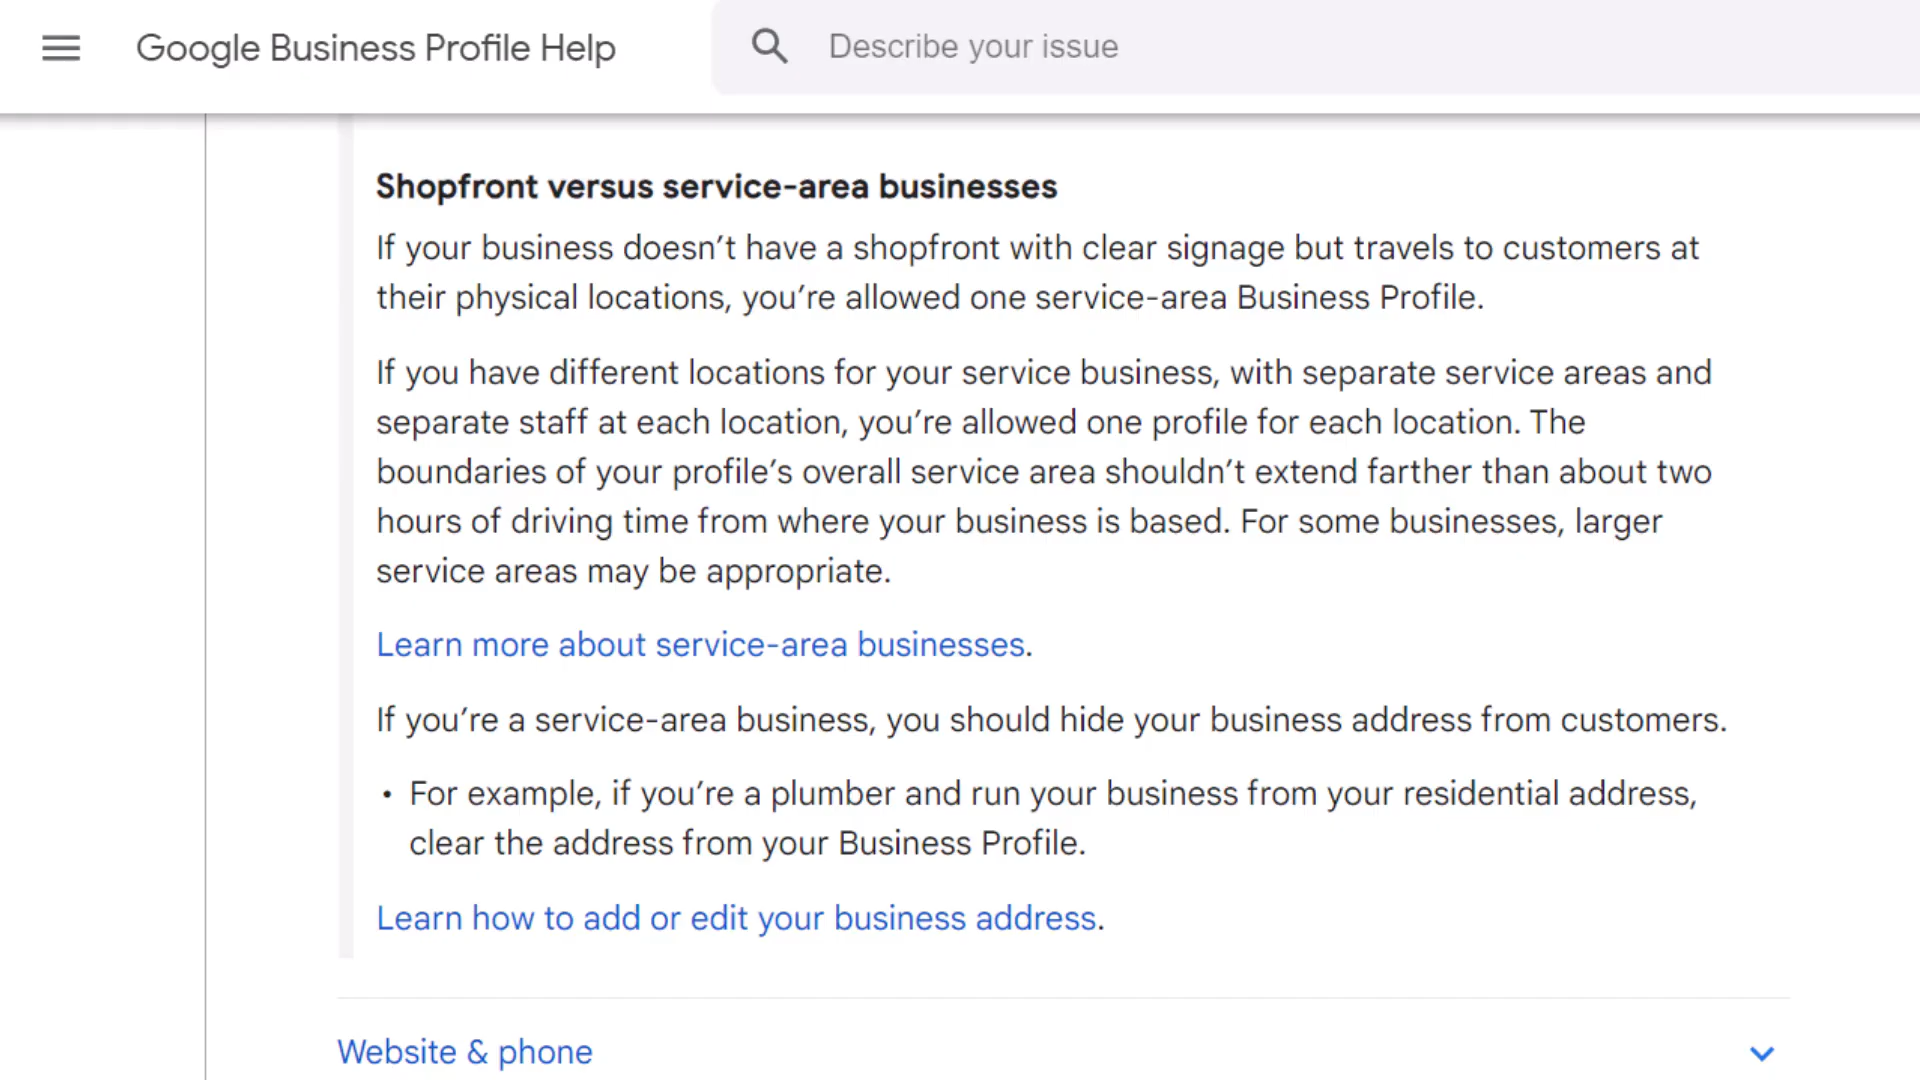 Google Business Profile Help
Describe your issue
Shopfront versus service-area businesses
If your business doesn’t have a shopfront with clear signage but travels to customers at
their physical locations, you’re allowed one service-area Business Profile.
If you have different locations for your service business, with separate service areas and
separate staff at each location, you’re allowed one profile for each location. The
boundaries of your profile’s overall service area shouldn’t extend farther than about two
hours of driving time from where your business is based. For some businesses, larger
service areas may be appropriate.
Learn more about service-area businesses.
If you’re a service-area business, you should hide your business address from customers.
• For example, if you’re a plumber and run your business from your residential address,
clear the address from your Business Profile.
Learn how to add or edit your business address.
Website & phone